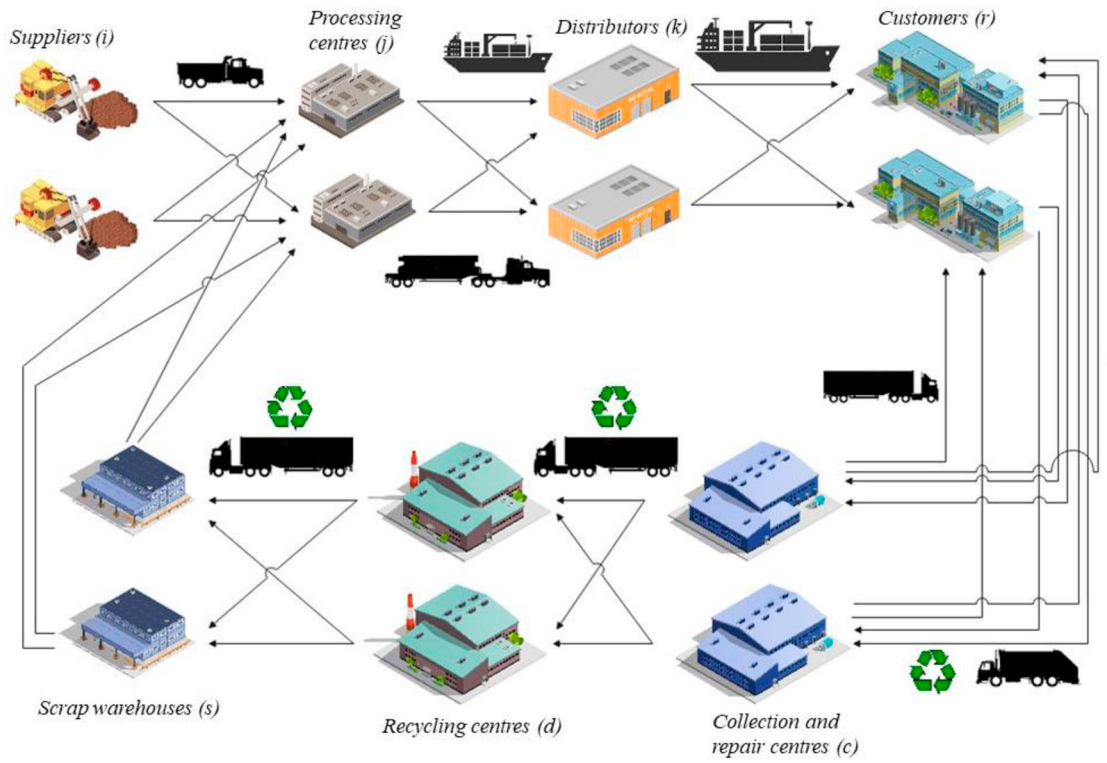 Suppliers (i)
Processing
centres (j)
Distributors (k)
Customers (r)
Scrap warehouses (s)
Recycling centres (d)
Collection and
repair centres (c)